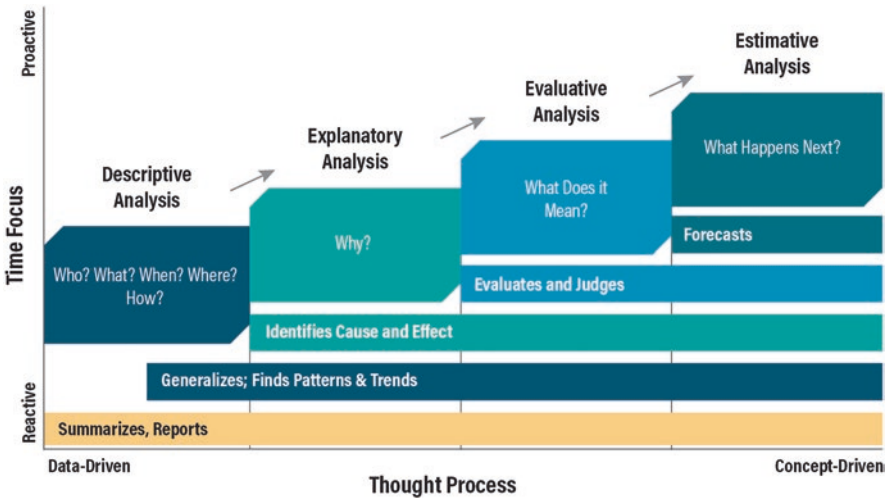 Proactive
Time Focus
Reactive
Descriptive
Analysis
Explanatory
Analysis
Evaluative
Analysis
Estimative
Analysis
Who? What? When? Where?
How?
Why?
What Does it
Mean?
What Happens Next?
Forecasts
Evaluates and Judges
Identifies Cause and Effect
Generalizes; Finds Patterns & Trends
Summarizes, Reports
Data-Driven
Thought Process
Concept-Driven